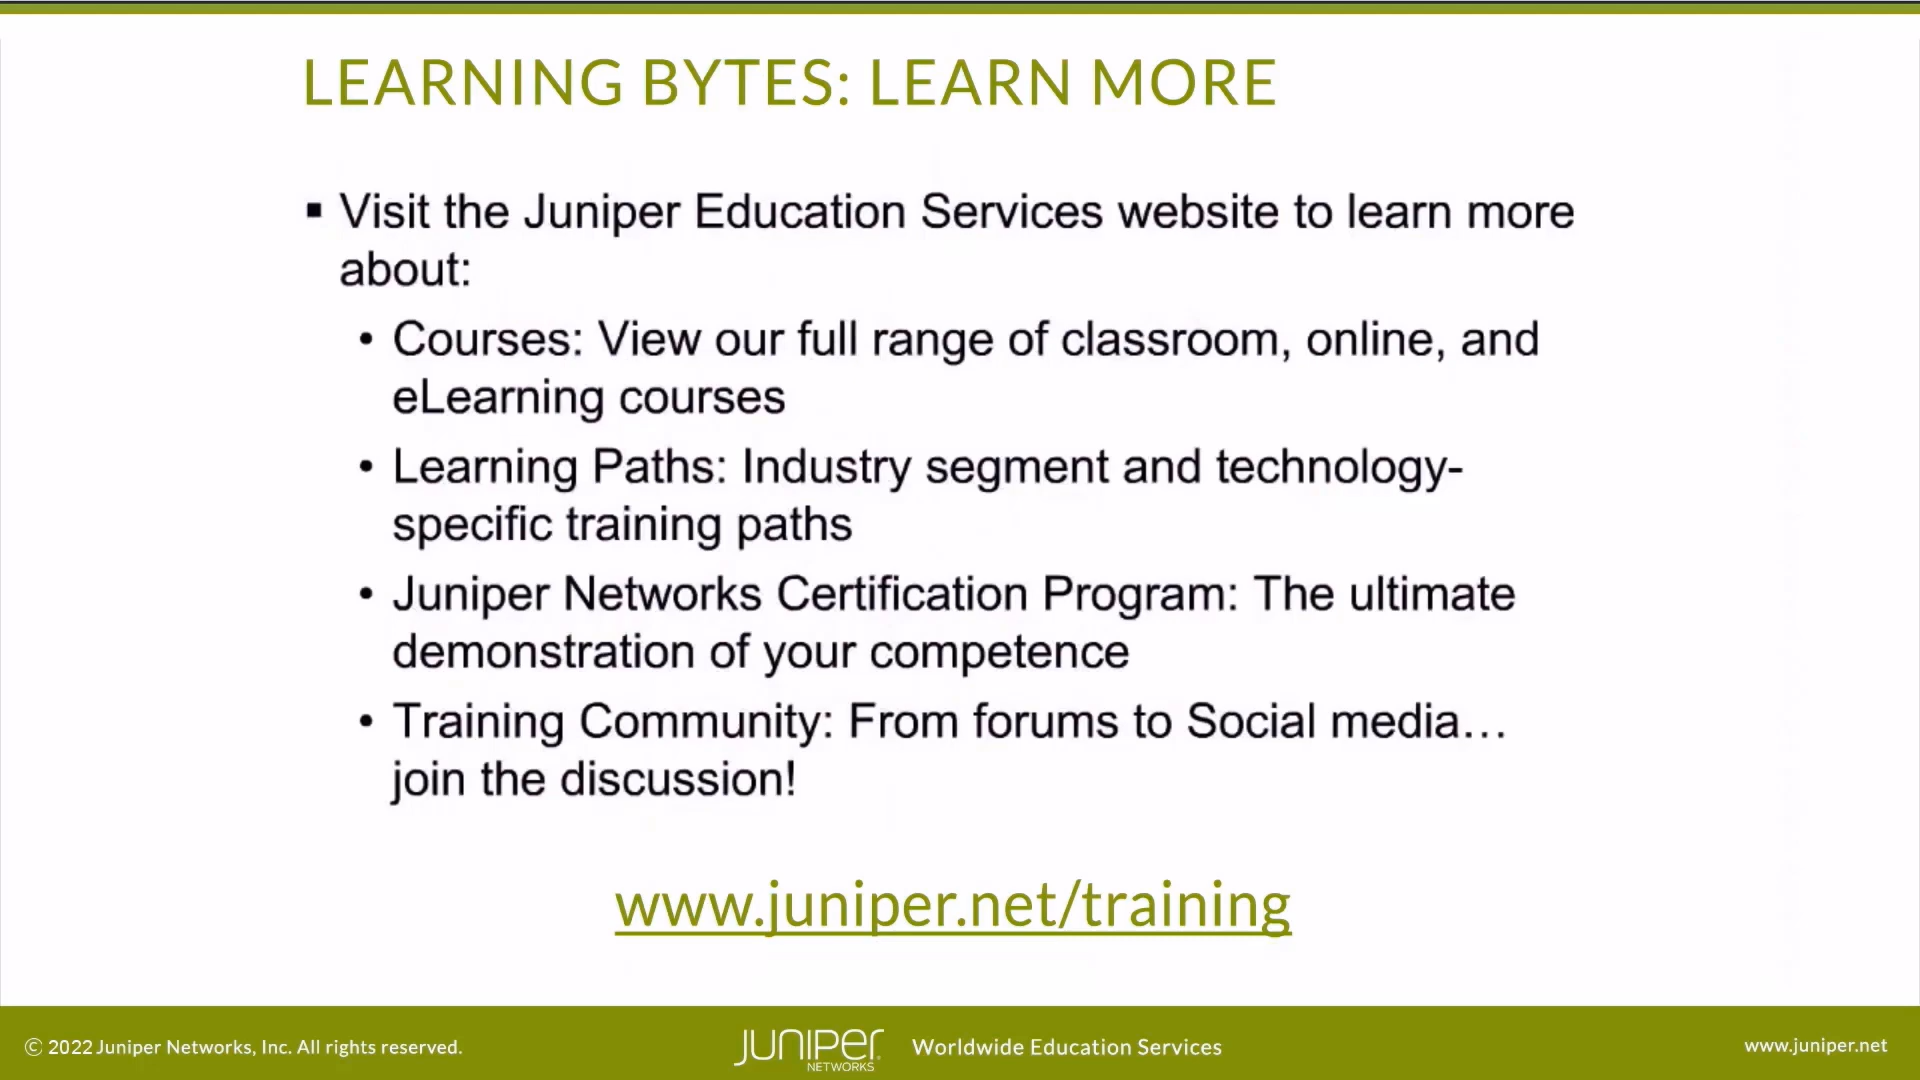 LEARNING BYTES: LEARN MORE
▪ Visit the Juniper Education Services website to learn more
about:
• Courses: View our full range of classroom, online, and
eLearning courses
• Learning Paths: Industry segment and technology-
specific training paths
• Juniper Networks Certification Program: The ultimate
demonstration of your competence
• Training Community: From forums to Social media…
join the discussion!
www.juniper.net/training
© 2022 Juniper Networks, Inc. All rights reserved.
JUNIPER
NETWORKS
Worldwide Education Services
www.juniper.net